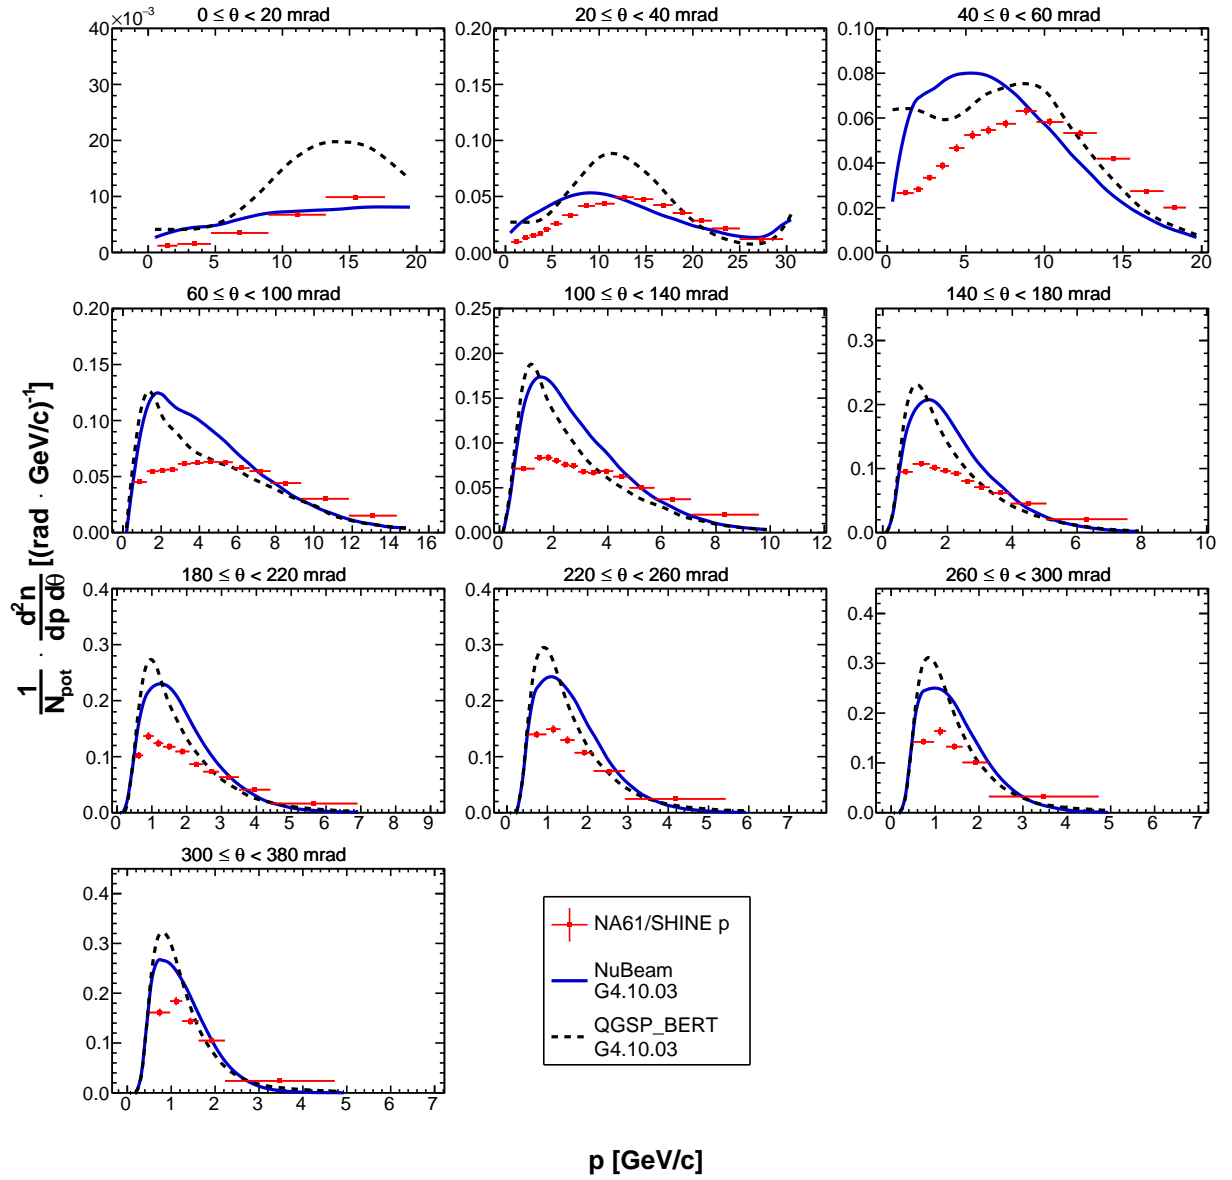 ×10⁻³ 0 ≤ θ < 20 mrad
40
30
20
10
0
0 5 10 15 20
20 ≤ θ < 40 mrad
0.20
0.15
0.10
0.05
0.00
0 5 10 15 20 25 30
40 ≤ θ < 60 mrad
0.10
0.08
0.06
0.04
0.02
0.00
0 5 10 15 20
60 ≤ θ < 100 mrad
0.20
0.15
0.10
0.05
0.00
0 2 4 6 8 10 12 14 16
100 ≤ θ < 140 mrad
0.25
0.20
0.15
0.10
0.05
0.00
0 2 4 6 8 10 12
140 ≤ θ < 180 mrad
0.3
0.2
0.1
0.0
0 2 4 6 8 10
180 ≤ θ < 220 mrad
0.4
0.3
0.2
0.1
0.0
0 1 2 3 4 5 6 7 8 9
220 ≤ θ < 260 mrad
0.4
0.3
0.2
0.1
0.0
0 1 2 3 4 5 6 7
260 ≤ θ < 300 mrad
0.4
0.3
0.2
0.1
0.0
0 1 2 3 4 5 6 7
300 ≤ θ < 380 mrad
0.4
0.3
0.2
0.1
0.0
0 1 2 3 4 5 6 7
NA61/SHINE p
NuBeam
G4.10.03
QGSP_BERT
G4.10.03
1/N_pot · d²n/dp dθ [(rad · GeV/c)⁻¹]
p [GeV/c]